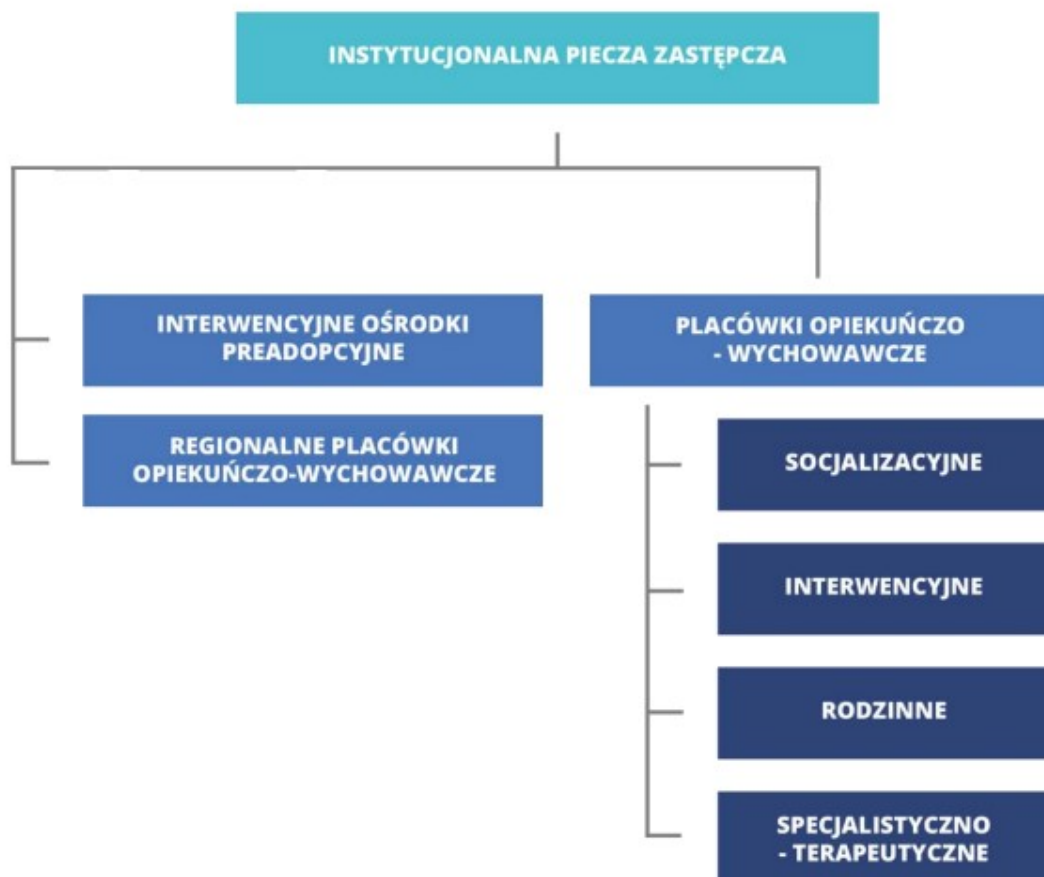 INSTYTUCJONALNA PIECZA ZASTĘPCZA
INTERWENCYJNE OŚRODKI
PREADOPCYJNE
REGIONALNE PLACÓWKI
OPIEKUŃCZO-WYCHOWAWCZE
PLACÓWKI OPIEKUŃCZO
- WYCHOWAWCZE
SOCJALIZACYJNE
INTERWENCYJNE
RODZINNE
SPECJALISTYCZNO
- TERAPEUTYCZNE